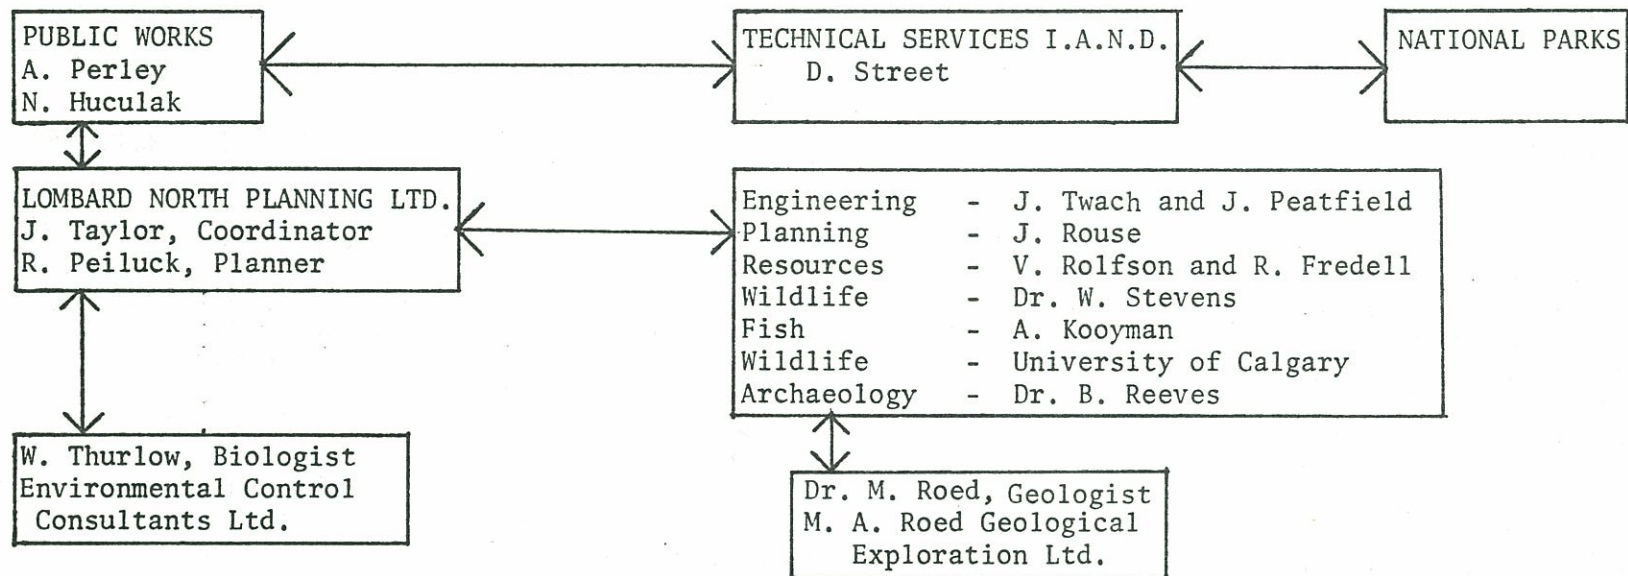 PUBLIC WORKS
A. Perley
N. Huculak
TECHNICAL SERVICES I.A.N.D.
D. Street
NATIONAL PARKS
LOMBARD NORTH PLANNING LTD.
J. Taylor, Coordinator
R. Peiluck, Planner
Engineering - J. Twach and J. Peatfield
Planning - J. Rouse
Resources - V. Rolfson and R. Fredell
Wildlife - Dr. W. Stevens
Fish - A. Kooyman
Wildlife - University of Calgary
Archaeology - Dr. B. Reeves
W. Thurlow, Biologist
Environmental Control
Consultants Ltd.
Dr. M. Roed, Geologist
M. A. Roed Geological
Exploration Ltd.